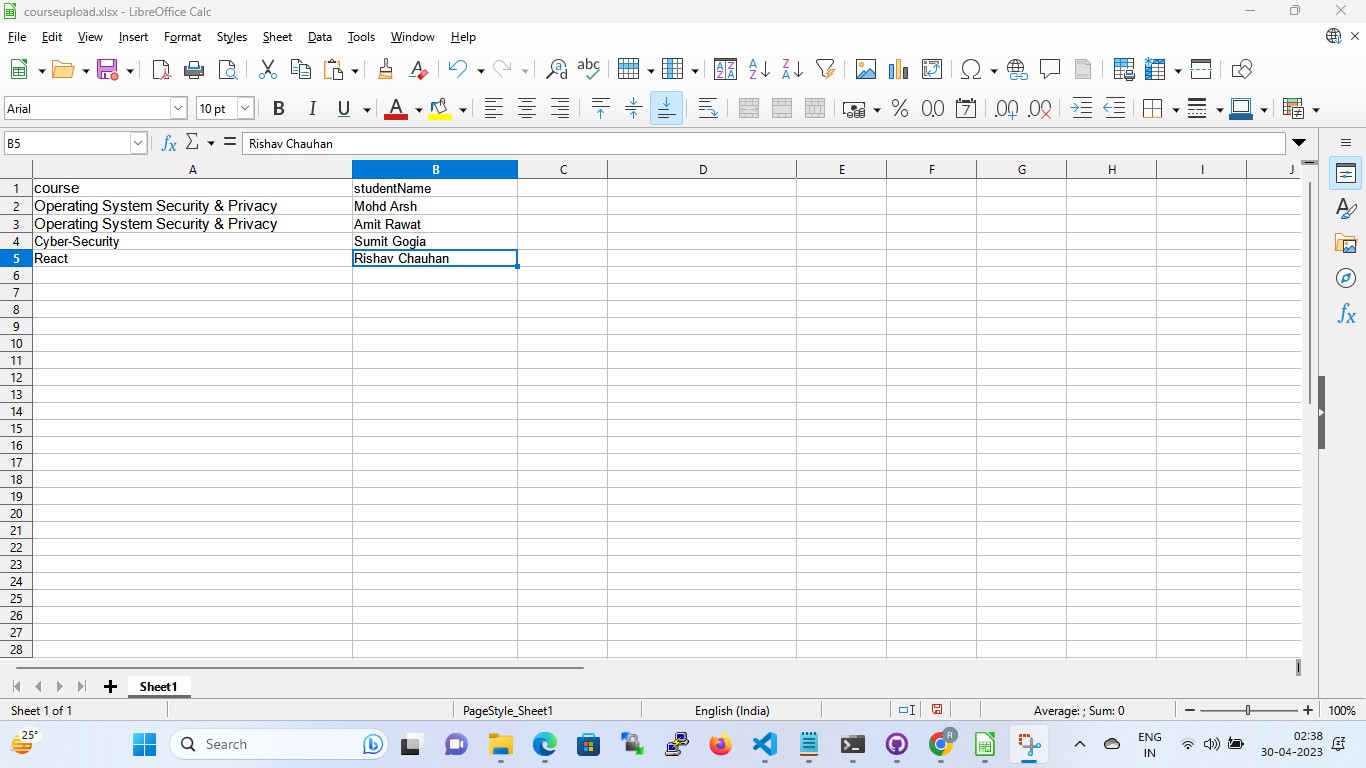 courseupload.xlsx - LibreOffice Calc
File Edit View Insert Format Styles Sheet Data Tools Window Help
Arial 10 pt B I U A % 0.0
B5 fx Σ = Rishav Chauhan
A B C D E F G H I J
1 course studentName
2 Operating System Security & Privacy Mohd Arsh
3 Operating System Security & Privacy Amit Rawat
4 Cyber-Security Sumit Gogia
5 React Rishav Chauhan
6
7
8
9
10
11
12
13
14
15
16
17
18
19
20
21
22
23
24
25
26
27
28
Sheet1
Sheet 1 of 1 PageStyle_Sheet1 English (India) Average: ; Sum: 0 100%
25° Search ENG IN 02:38 30-04-2023